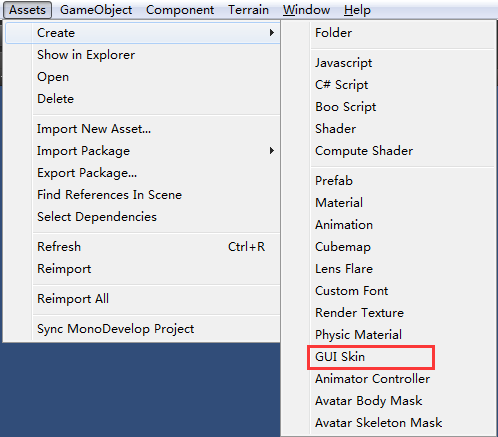 Assets GameObject Component Terrain Window Help
Create
Show in Explorer
Open
Delete
Import New Asset...
Import Package
Export Package...
Find References In Scene
Select Dependencies
Refresh Ctrl+R
Reimport
Reimport All
Sync MonoDevelop Project
Folder
Javascript
C# Script
Boo Script
Shader
Compute Shader
Prefab
Material
Animation
Cubemap
Lens Flare
Custom Font
Render Texture
Physic Material
GUI Skin
Animator Controller
Avatar Body Mask
Avatar Skeleton Mask